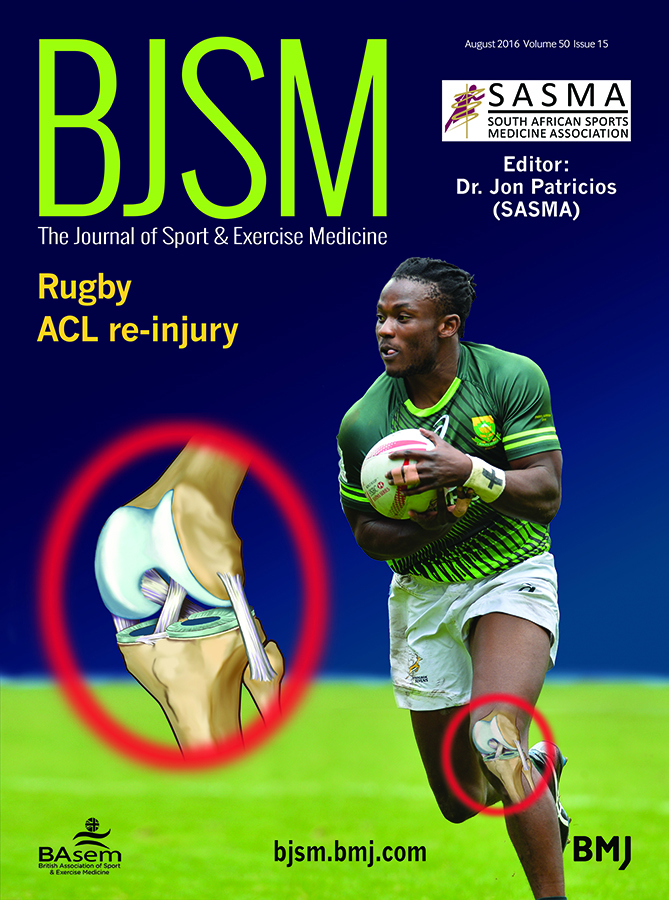 August 2016 Volume 50 Issue 15
BJSM
The Journal of Sport & Exercise Medicine
SASMA
SOUTH AFRICAN SPORTS
MEDICINE ASSOCIATION
Editor:
Dr. Jon Patricios
(SASMA)
Rugby
ACL re-injury
BAsem
British Association of Sport
& Exercise Medicine
bjsm.bmj.com
BMJ